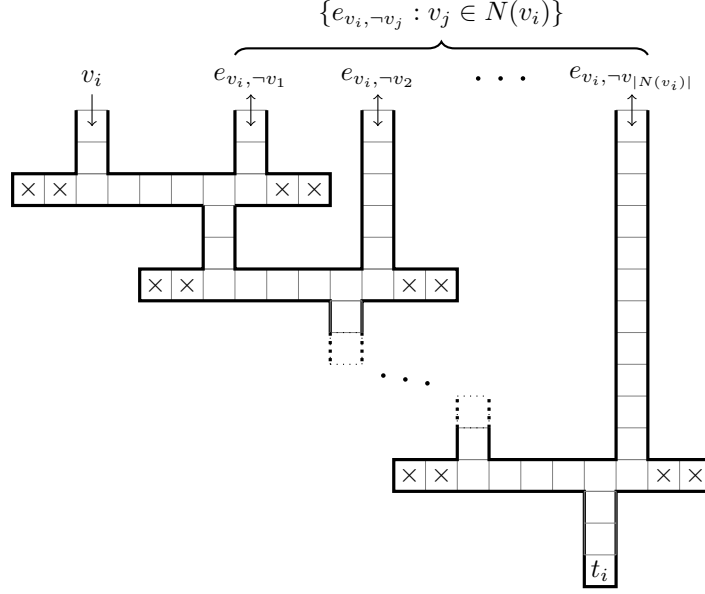 {e_{v_i,¬v_j} : v_j ∈ N(v_i)}
v_i e_{v_i,¬v_1} e_{v_i,¬v_2} · · · e_{v_i,¬v_{|N(v_i)|}}
× × × ×
× × × ×
× × × ×
t_i